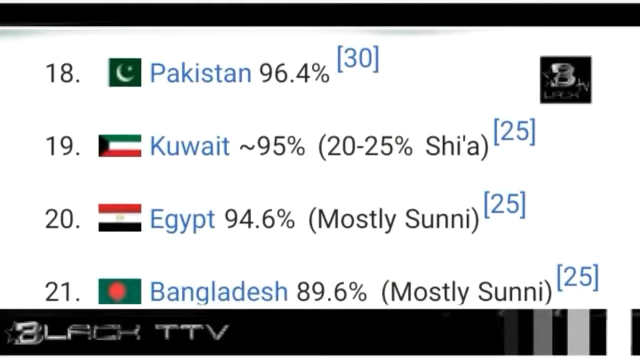 18. Pakistan 96.4% [30]
19. Kuwait ~95% (20-25% Shi'a) [25]
20. Egypt 94.6% (Mostly Sunni) [25]
21. Bangladesh 89.6% (Mostly Sunni) [25]
BLACK TTV